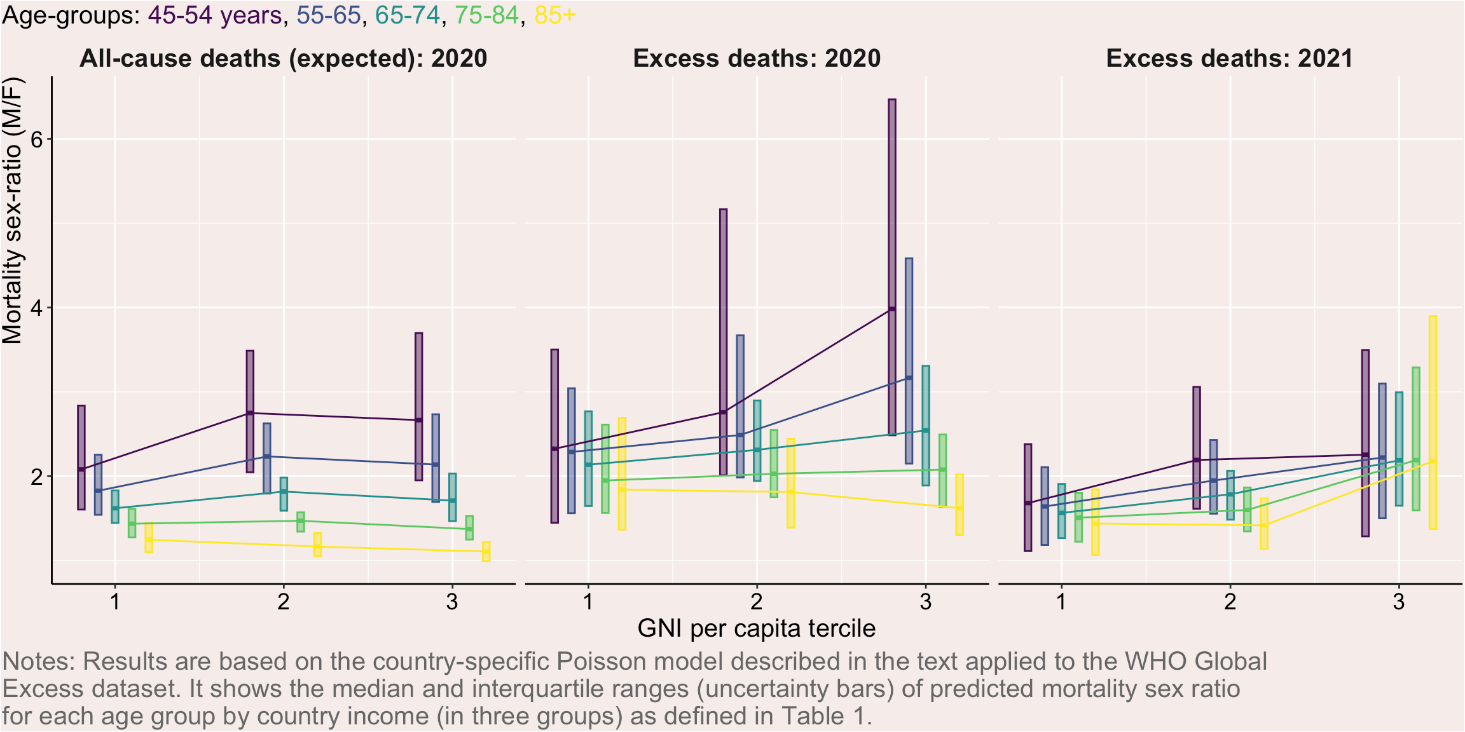 Age-groups: 45-54 years, 55-65, 65-74, 75-84, 85+
All-cause deaths (expected): 2020
Excess deaths: 2020
Excess deaths: 2021
Mortality sex-ratio (M/F)
6
4
2
1 2 3
1 2 3
1 2 3
GNI per capita tercile
Notes: Results are based on the country-specific Poisson model described in the text applied to the WHO Global
Excess dataset. It shows the median and interquartile ranges (uncertainty bars) of predicted mortality sex ratio
for each age group by country income (in three groups) as defined in Table 1.